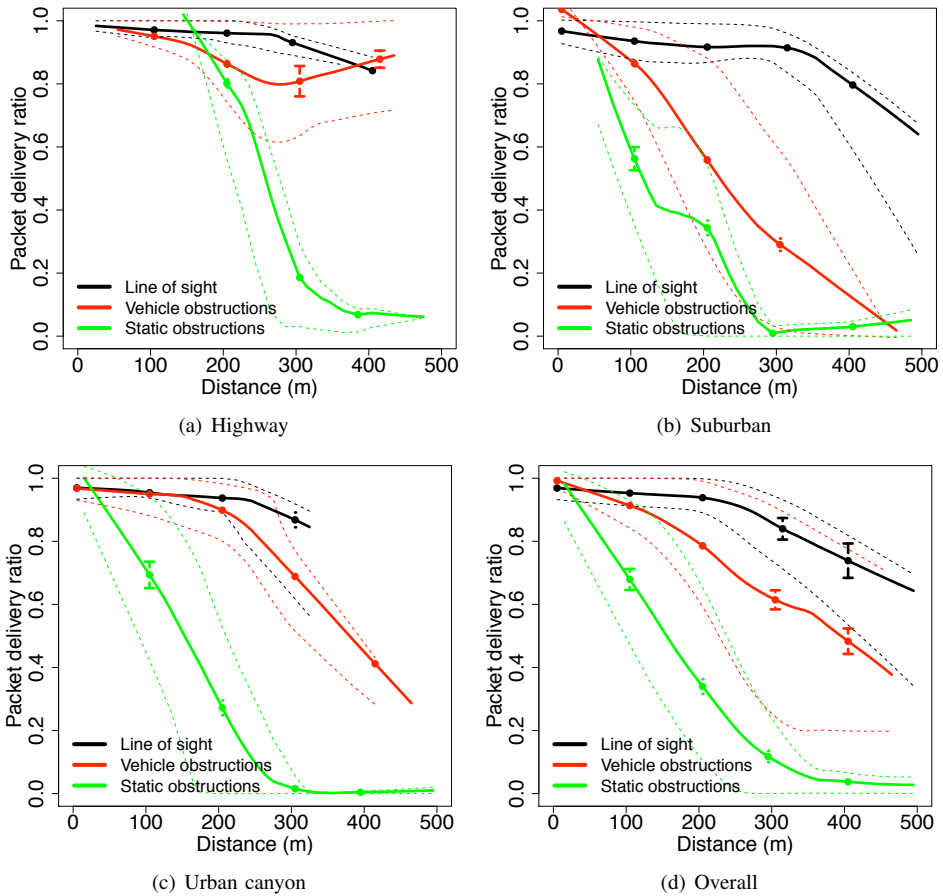 Packet delivery ratio
0.0 0.2 0.4 0.6 0.8 1.0
Line of sight
Vehicle obstructions
Static obstructions
0 100 200 300 400 500
Distance (m)
(a) Highway
Packet delivery ratio
0.0 0.2 0.4 0.6 0.8 1.0
Line of sight
Vehicle obstructions
Static obstructions
0 100 200 300 400 500
Distance (m)
(b) Suburban
Packet delivery ratio
0.0 0.2 0.4 0.6 0.8 1.0
Line of sight
Vehicle obstructions
Static obstructions
0 100 200 300 400 500
Distance (m)
(c) Urban canyon
Packet delivery ratio
0.0 0.2 0.4 0.6 0.8 1.0
Line of sight
Vehicle obstructions
Static obstructions
0 100 200 300 400 500
Distance (m)
(d) Overall